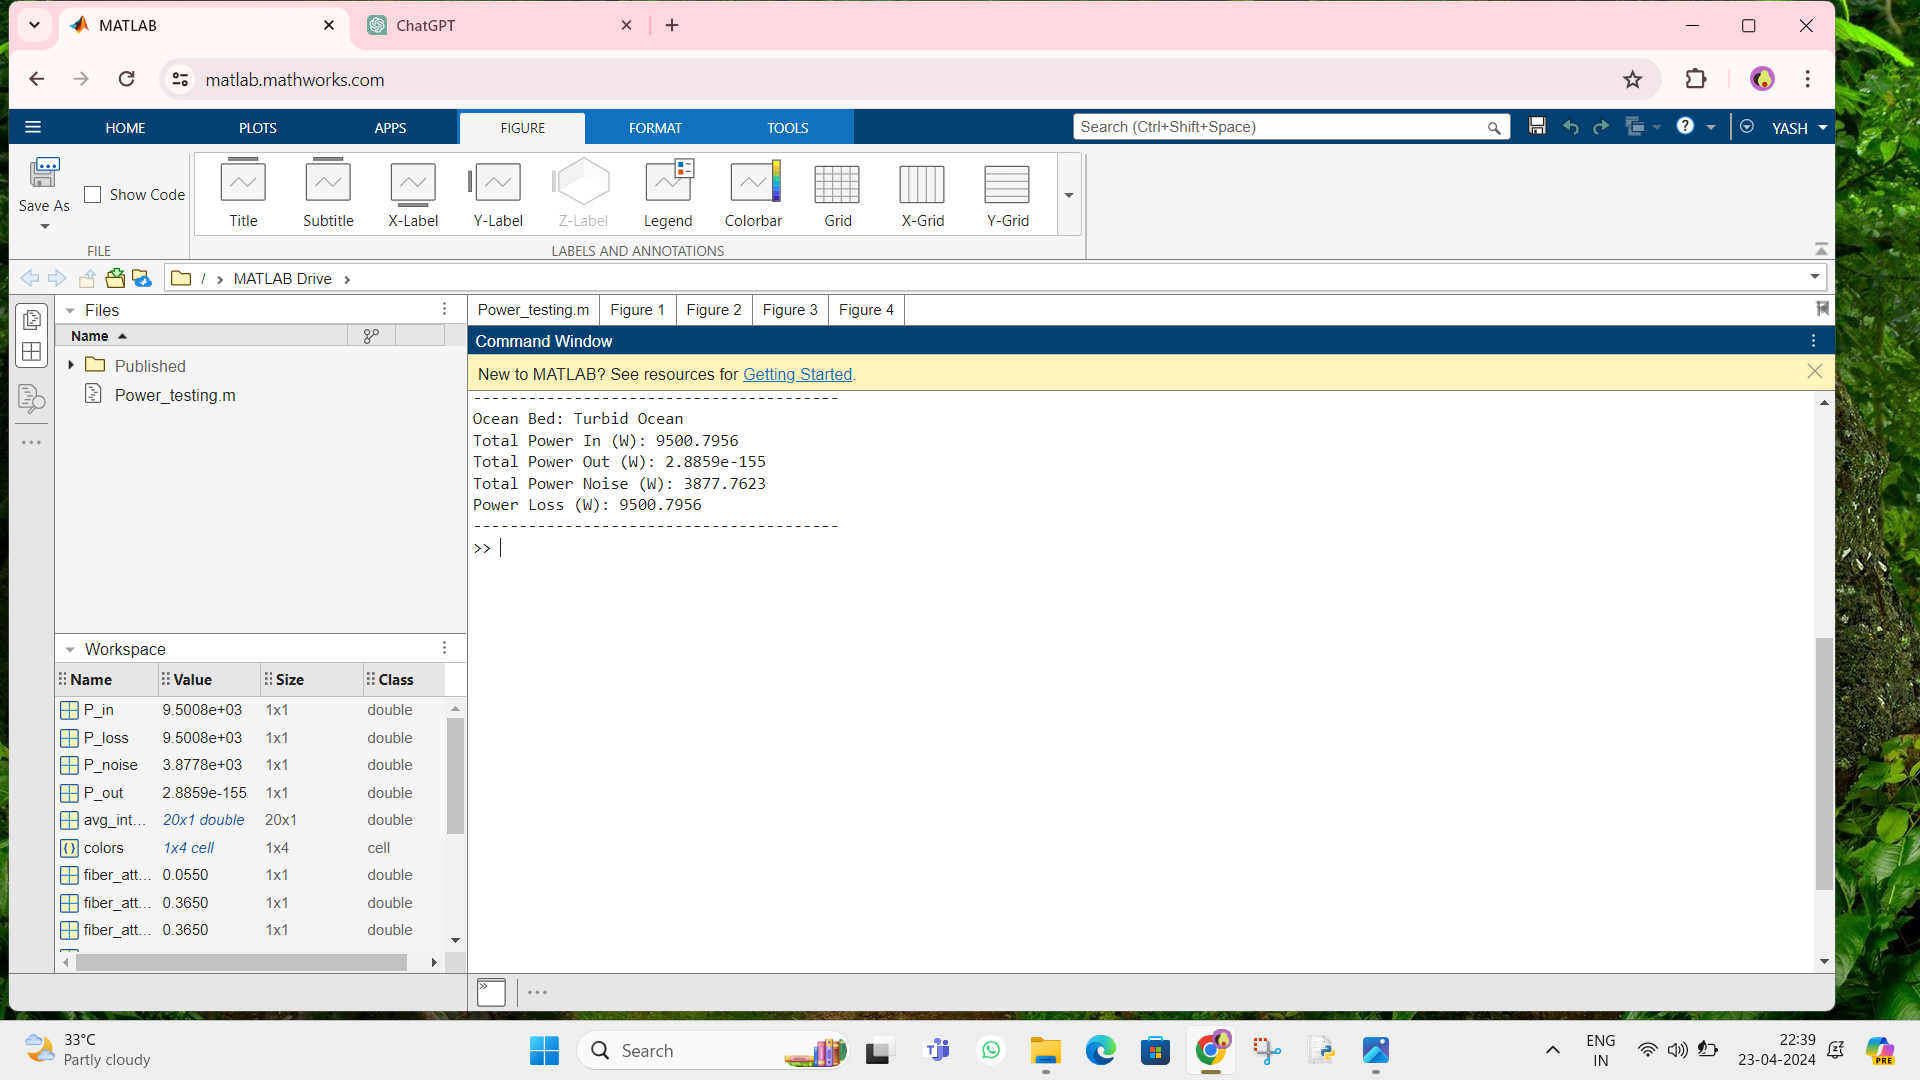 MATLAB
ChatGPT
matlab.mathworks.com
HOME
PLOTS
APPS
FIGURE
FORMAT
TOOLS
Search (Ctrl+Shift+Space)
YASH
Save As
Show Code
Title
Subtitle
X-Label
Y-Label
Z-Label
Legend
Colorbar
Grid
X-Grid
Y-Grid
FILE
LABELS AND ANNOTATIONS
/ › MATLAB Drive ›
Files
Name
Published
Power_testing.m
Power_testing.m
Figure 1
Figure 2
Figure 3
Figure 4
Command Window
New to MATLAB? See resources for Getting Started.
----------------------------------------
Ocean Bed: Turbid Ocean
Total Power In (W): 9500.7956
Total Power Out (W): 2.8859e-155
Total Power Noise (W): 3877.7623
Power Loss (W): 9500.7956
----------------------------------------
>>
Workspace
Name Value Size Class
P_in 9.5008e+03 1x1 double
P_loss 9.5008e+03 1x1 double
P_noise 3.8778e+03 1x1 double
P_out 2.8859e-155 1x1 double
avg_int... 20x1 double 20x1 double
colors 1x4 cell 1x4 cell
fiber_att... 0.0550 1x1 double
fiber_att... 0.3650 1x1 double
fiber_att... 0.3650 1x1 double
33°C
Partly cloudy
Search
ENG
IN
22:39
23-04-2024
PRE